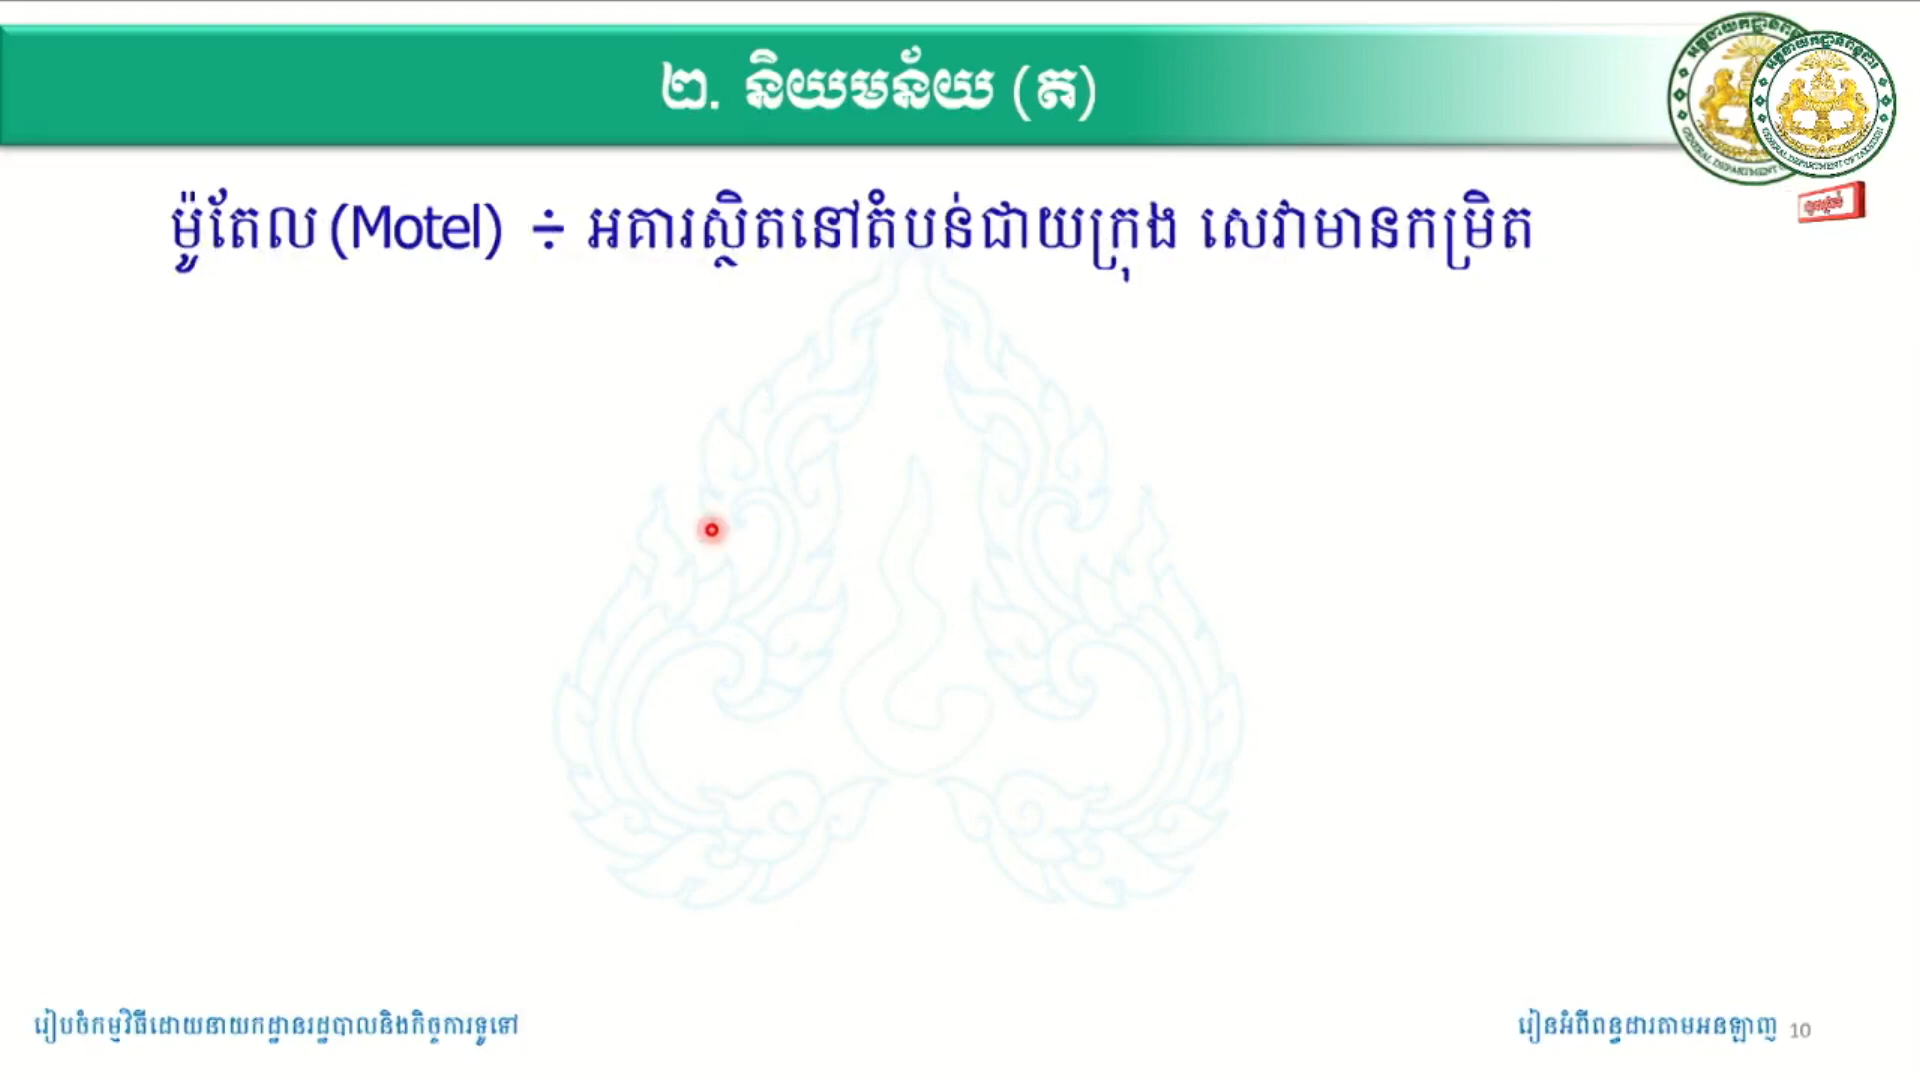 ២. និយមន័យ (ត)
ម៉ូតែល (Motel) ÷ អគារស្ថិតនៅតំបន់ជាយក្រុង សេវាមានកម្រិត
រៀបចំកម្មវិធីដោយនាយកដ្ឋានរដ្ឋបាលនិងកិច្ចការទូទៅ
រៀនអំពីពន្ធដារតាមអនឡាញ 10